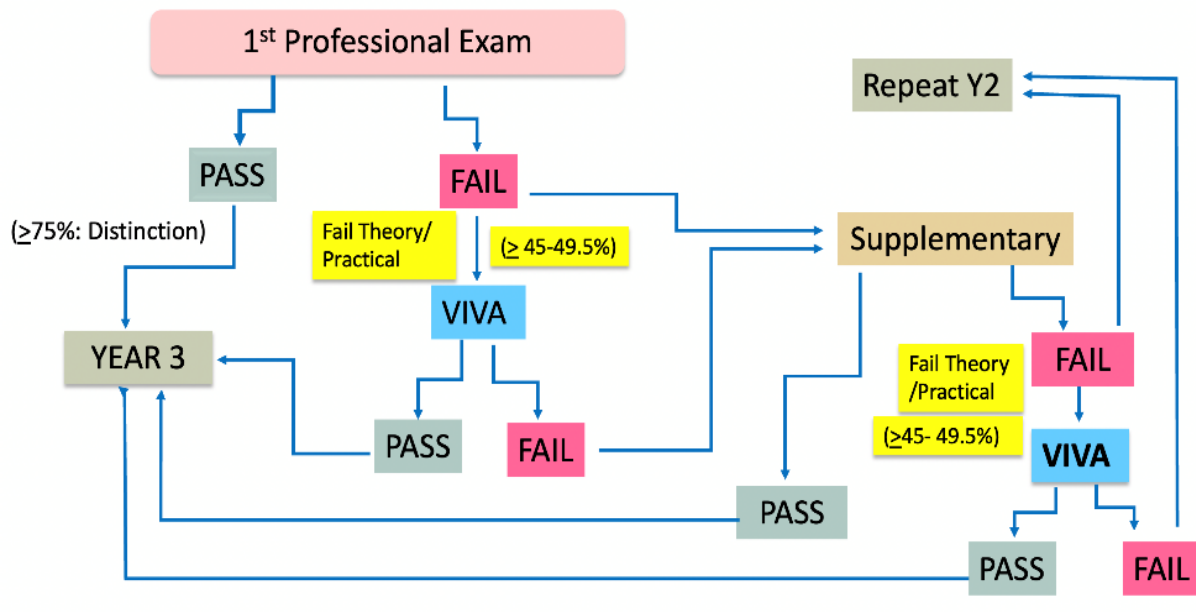 1st Professional Exam
Repeat Y2
PASS
FAIL
(≥75%: Distinction)
Fail Theory/
Practical
(≥ 45-49.5%)
Supplementary
VIVA
YEAR 3
FAIL
Fail Theory
/Practical
PASS
FAIL
(≥45- 49.5%)
VIVA
PASS
PASS
FAIL